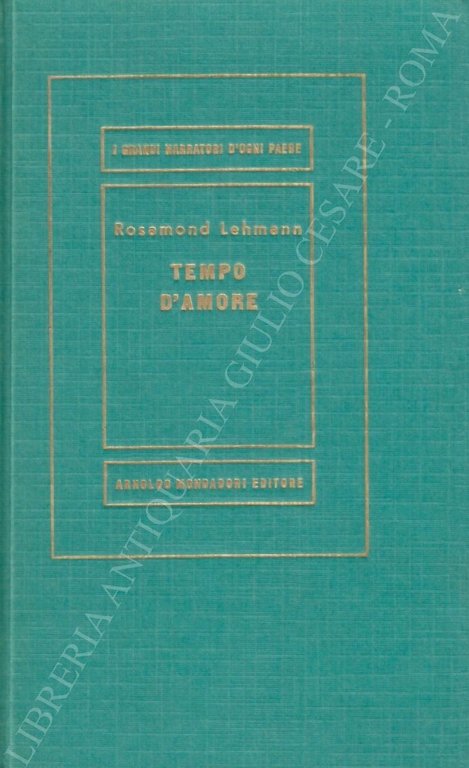 I GRANDI NARRATORI D'OGNI PAESE
Rosamond Lehmann
TEMPO
D'AMORE
ARNOLDO MONDADORI EDITORE
LIBRERIA ANTIQUARIA GIULIO CESARE - ROMA